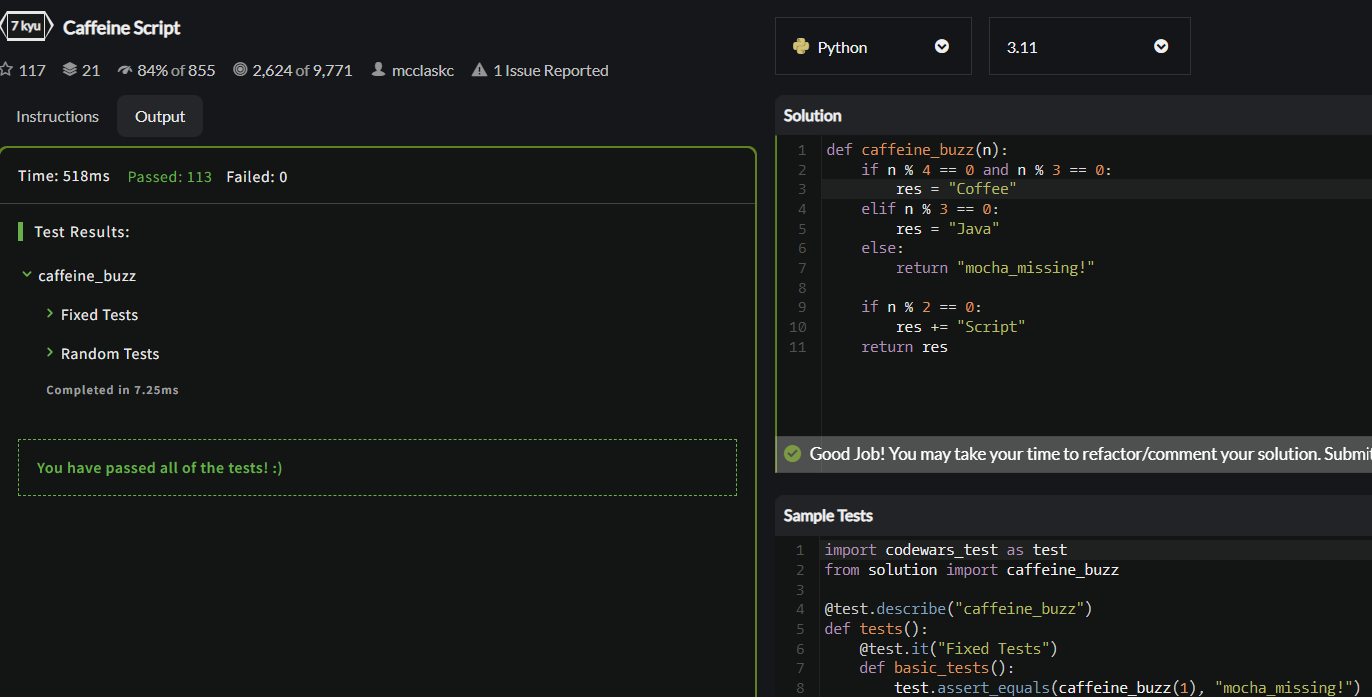 7 kyu Caffeine Script
117 21 84% of 855 2,624 of 9,771 mcclaskc 1 Issue Reported
Instructions Output
Time: 518ms Passed: 113 Failed: 0
Test Results:
caffeine_buzz
Fixed Tests
Random Tests
Completed in 7.25ms
You have passed all of the tests! :)
Python 3.11
Solution
1 def caffeine_buzz(n):
2     if n % 4 == 0 and n % 3 == 0:
3         res = "Coffee"
4     elif n % 3 == 0:
5         res = "Java"
6     else:
7         return "mocha_missing!"
8
9     if n % 2 == 0:
10         res += "Script"
11     return res
Good Job! You may take your time to refactor/comment your solution. Submit
Sample Tests
1 import codewars_test as test
2 from solution import caffeine_buzz
3
4 @test.describe("caffeine_buzz")
5 def tests():
6     @test.it("Fixed Tests")
7     def basic_tests():
8         test.assert_equals(caffeine_buzz(1), "mocha_missing!")